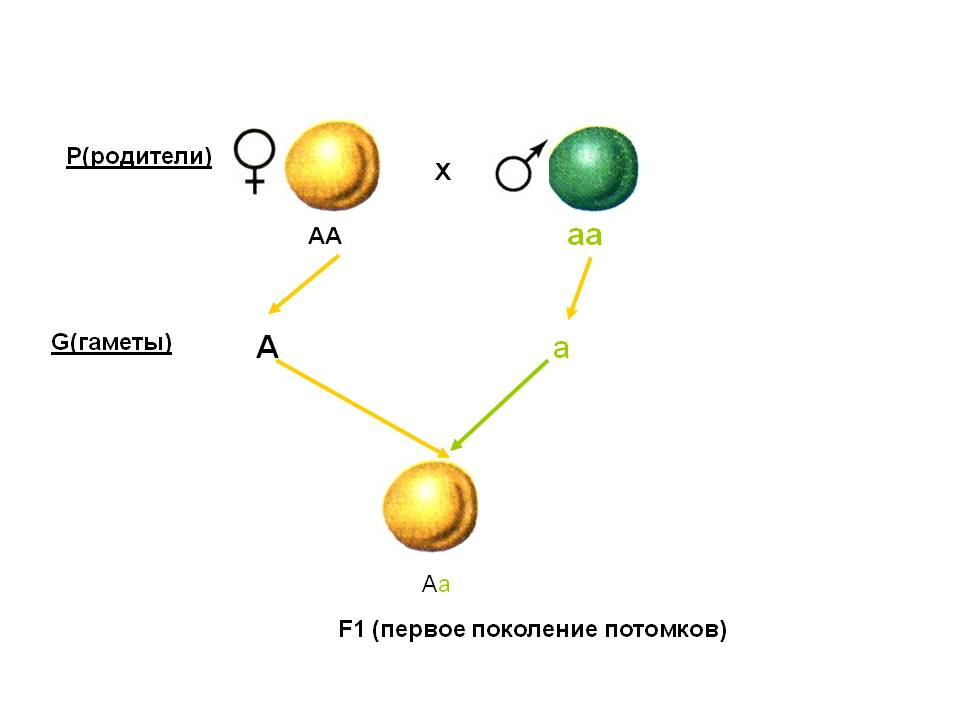 Р(родители)
х
АА
аа
G(гаметы)
А
а
Аа
F1 (первое поколение потомков)